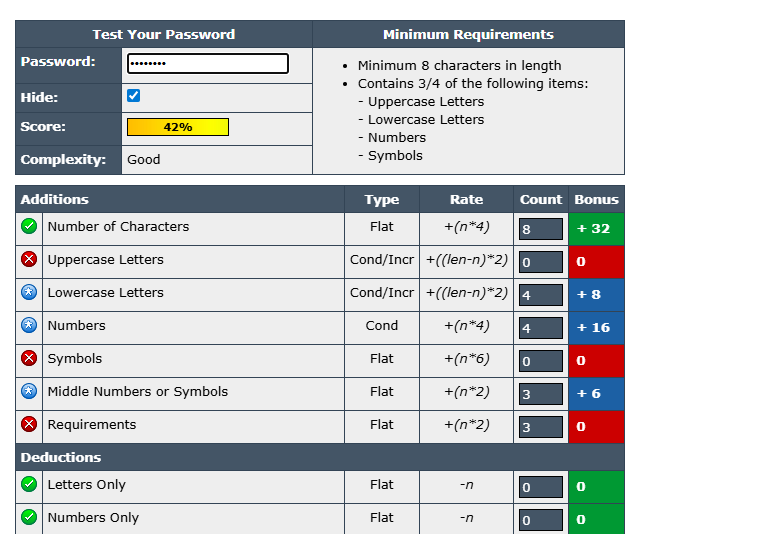 Test Your Password
Minimum Requirements
Password: ••••••••
Hide:
Score: 42%
Complexity: Good
• Minimum 8 characters in length
• Contains 3/4 of the following items:
- Uppercase Letters
- Lowercase Letters
- Numbers
- Symbols
Additions Type Rate Count Bonus
Number of Characters Flat +(n*4) 8 + 32
Uppercase Letters Cond/Incr +((len-n)*2) 0 0
Lowercase Letters Cond/Incr +((len-n)*2) 4 + 8
Numbers Cond +(n*4) 4 + 16
Symbols Flat +(n*6) 0 0
Middle Numbers or Symbols Flat +(n*2) 3 + 6
Requirements Flat +(n*2) 3 0
Deductions
Letters Only Flat -n 0 0
Numbers Only Flat -n 0 0